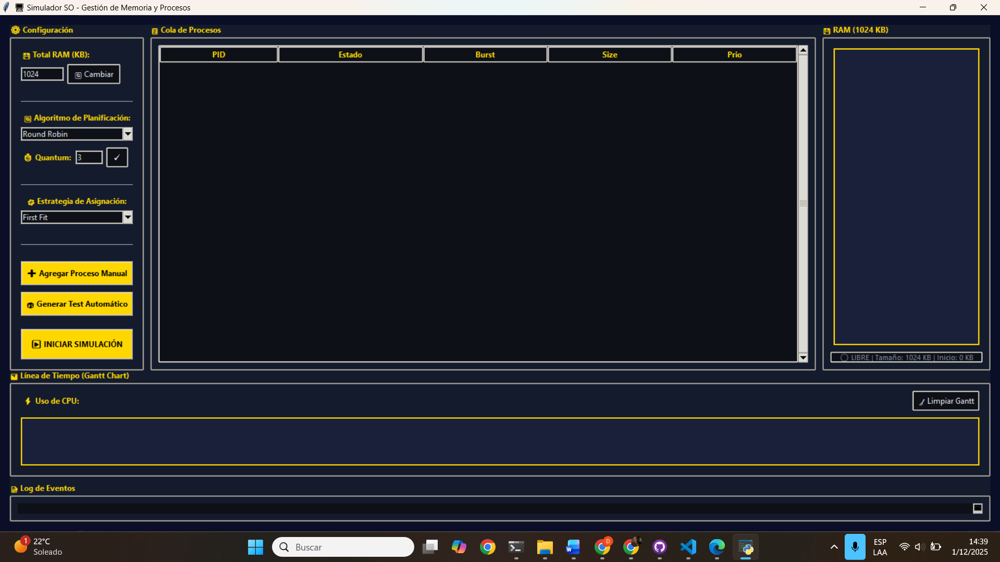 Simulador SO - Gestión de Memoria y Procesos
Configuración
Total RAM (KB):
1024
Cambiar
Algoritmo de Planificación:
Round Robin
Quantum:
3
✓
Estrategia de Asignación:
First Fit
Agregar Proceso Manual
Generar Test Automático
INICIAR SIMULACIÓN
Cola de Procesos
PID Estado Burst Size Prio
RAM (1024 KB)
LIBRE | Tamaño: 1024 KB | Inicio: 0 KB
Línea de Tiempo (Gantt Chart)
Uso de CPU:
Limpiar Gantt
Log de Eventos
1
22°C
Soleado
Buscar
D
ESP
LAA
14:39
1/12/2025